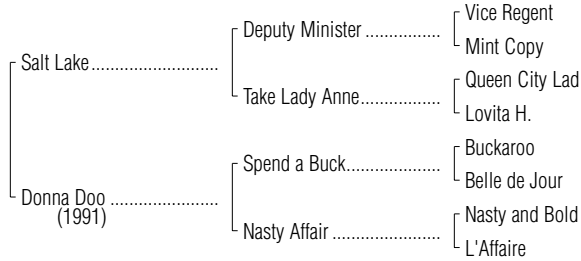 Vice Regent
Deputy Minister .................
Mint Copy
Salt Lake............................
Queen City Lad
Take Lady Anne..................
Lovita H.
Buckaroo
Spend a Buck.....................
Belle de Jour
Donna Doo ........................
(1991)
Nasty and Bold
Nasty Affair ........................
L'Affaire